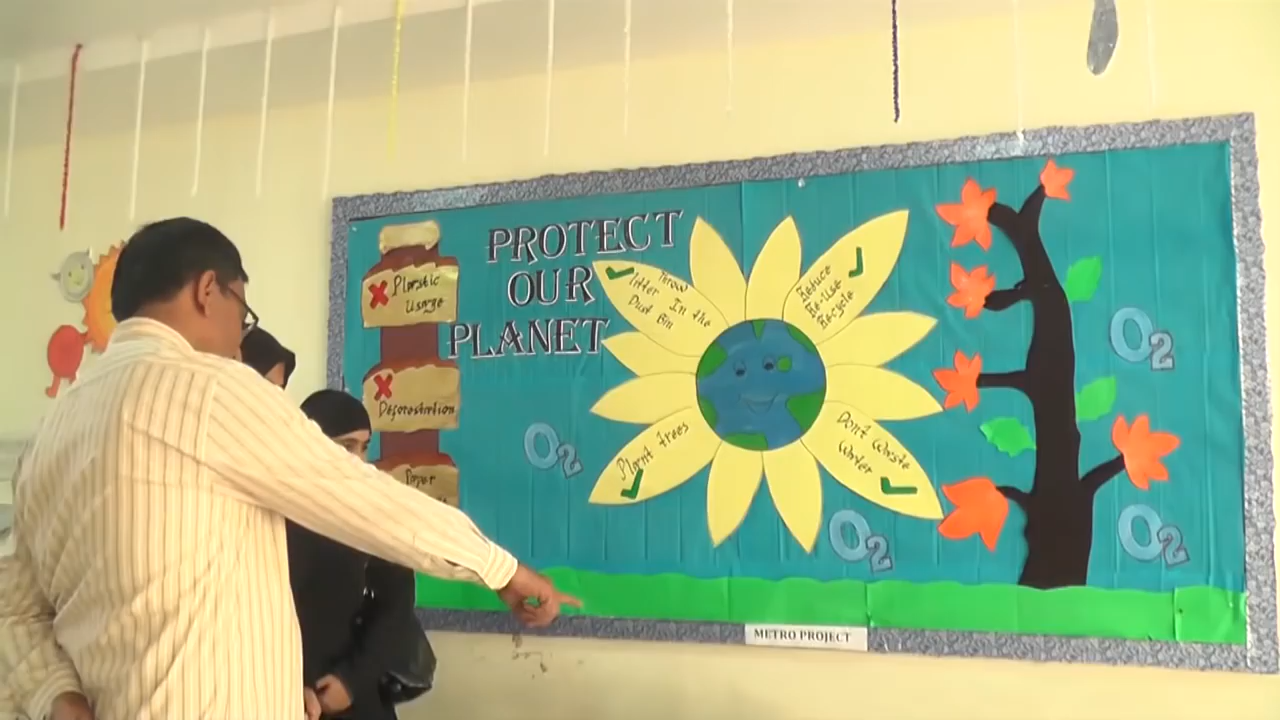 PROTECT
OUR
PLANET
Plastic
Usage
Deforestation
Throw
litter In the
Dust Bin
Reduce
Re-use
Recycle
Plant trees
Don't Waste
Water
O2
O2
O2
O2
METRO PROJECT